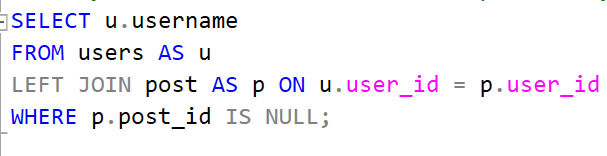 SELECT u.username
FROM users AS u
LEFT JOIN post AS p ON u.user_id = p.user_id
WHERE p.post_id IS NULL;